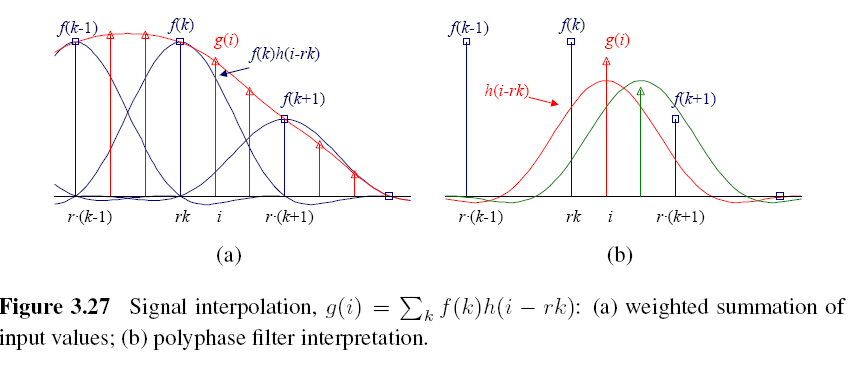 f(k-1)
f(k)
g(i)
f(k)h(i-rk)
f(k+1)
r·(k-1)
rk
i
r·(k+1)
(a)
f(k-1)
f(k)
g(i)
h(i-rk)
f(k+1)
r·(k-1)
rk
i
r·(k+1)
(b)
Figure 3.27 Signal interpolation, g(i) = ∑k f(k)h(i − rk): (a) weighted summation of
input values; (b) polyphase filter interpretation.